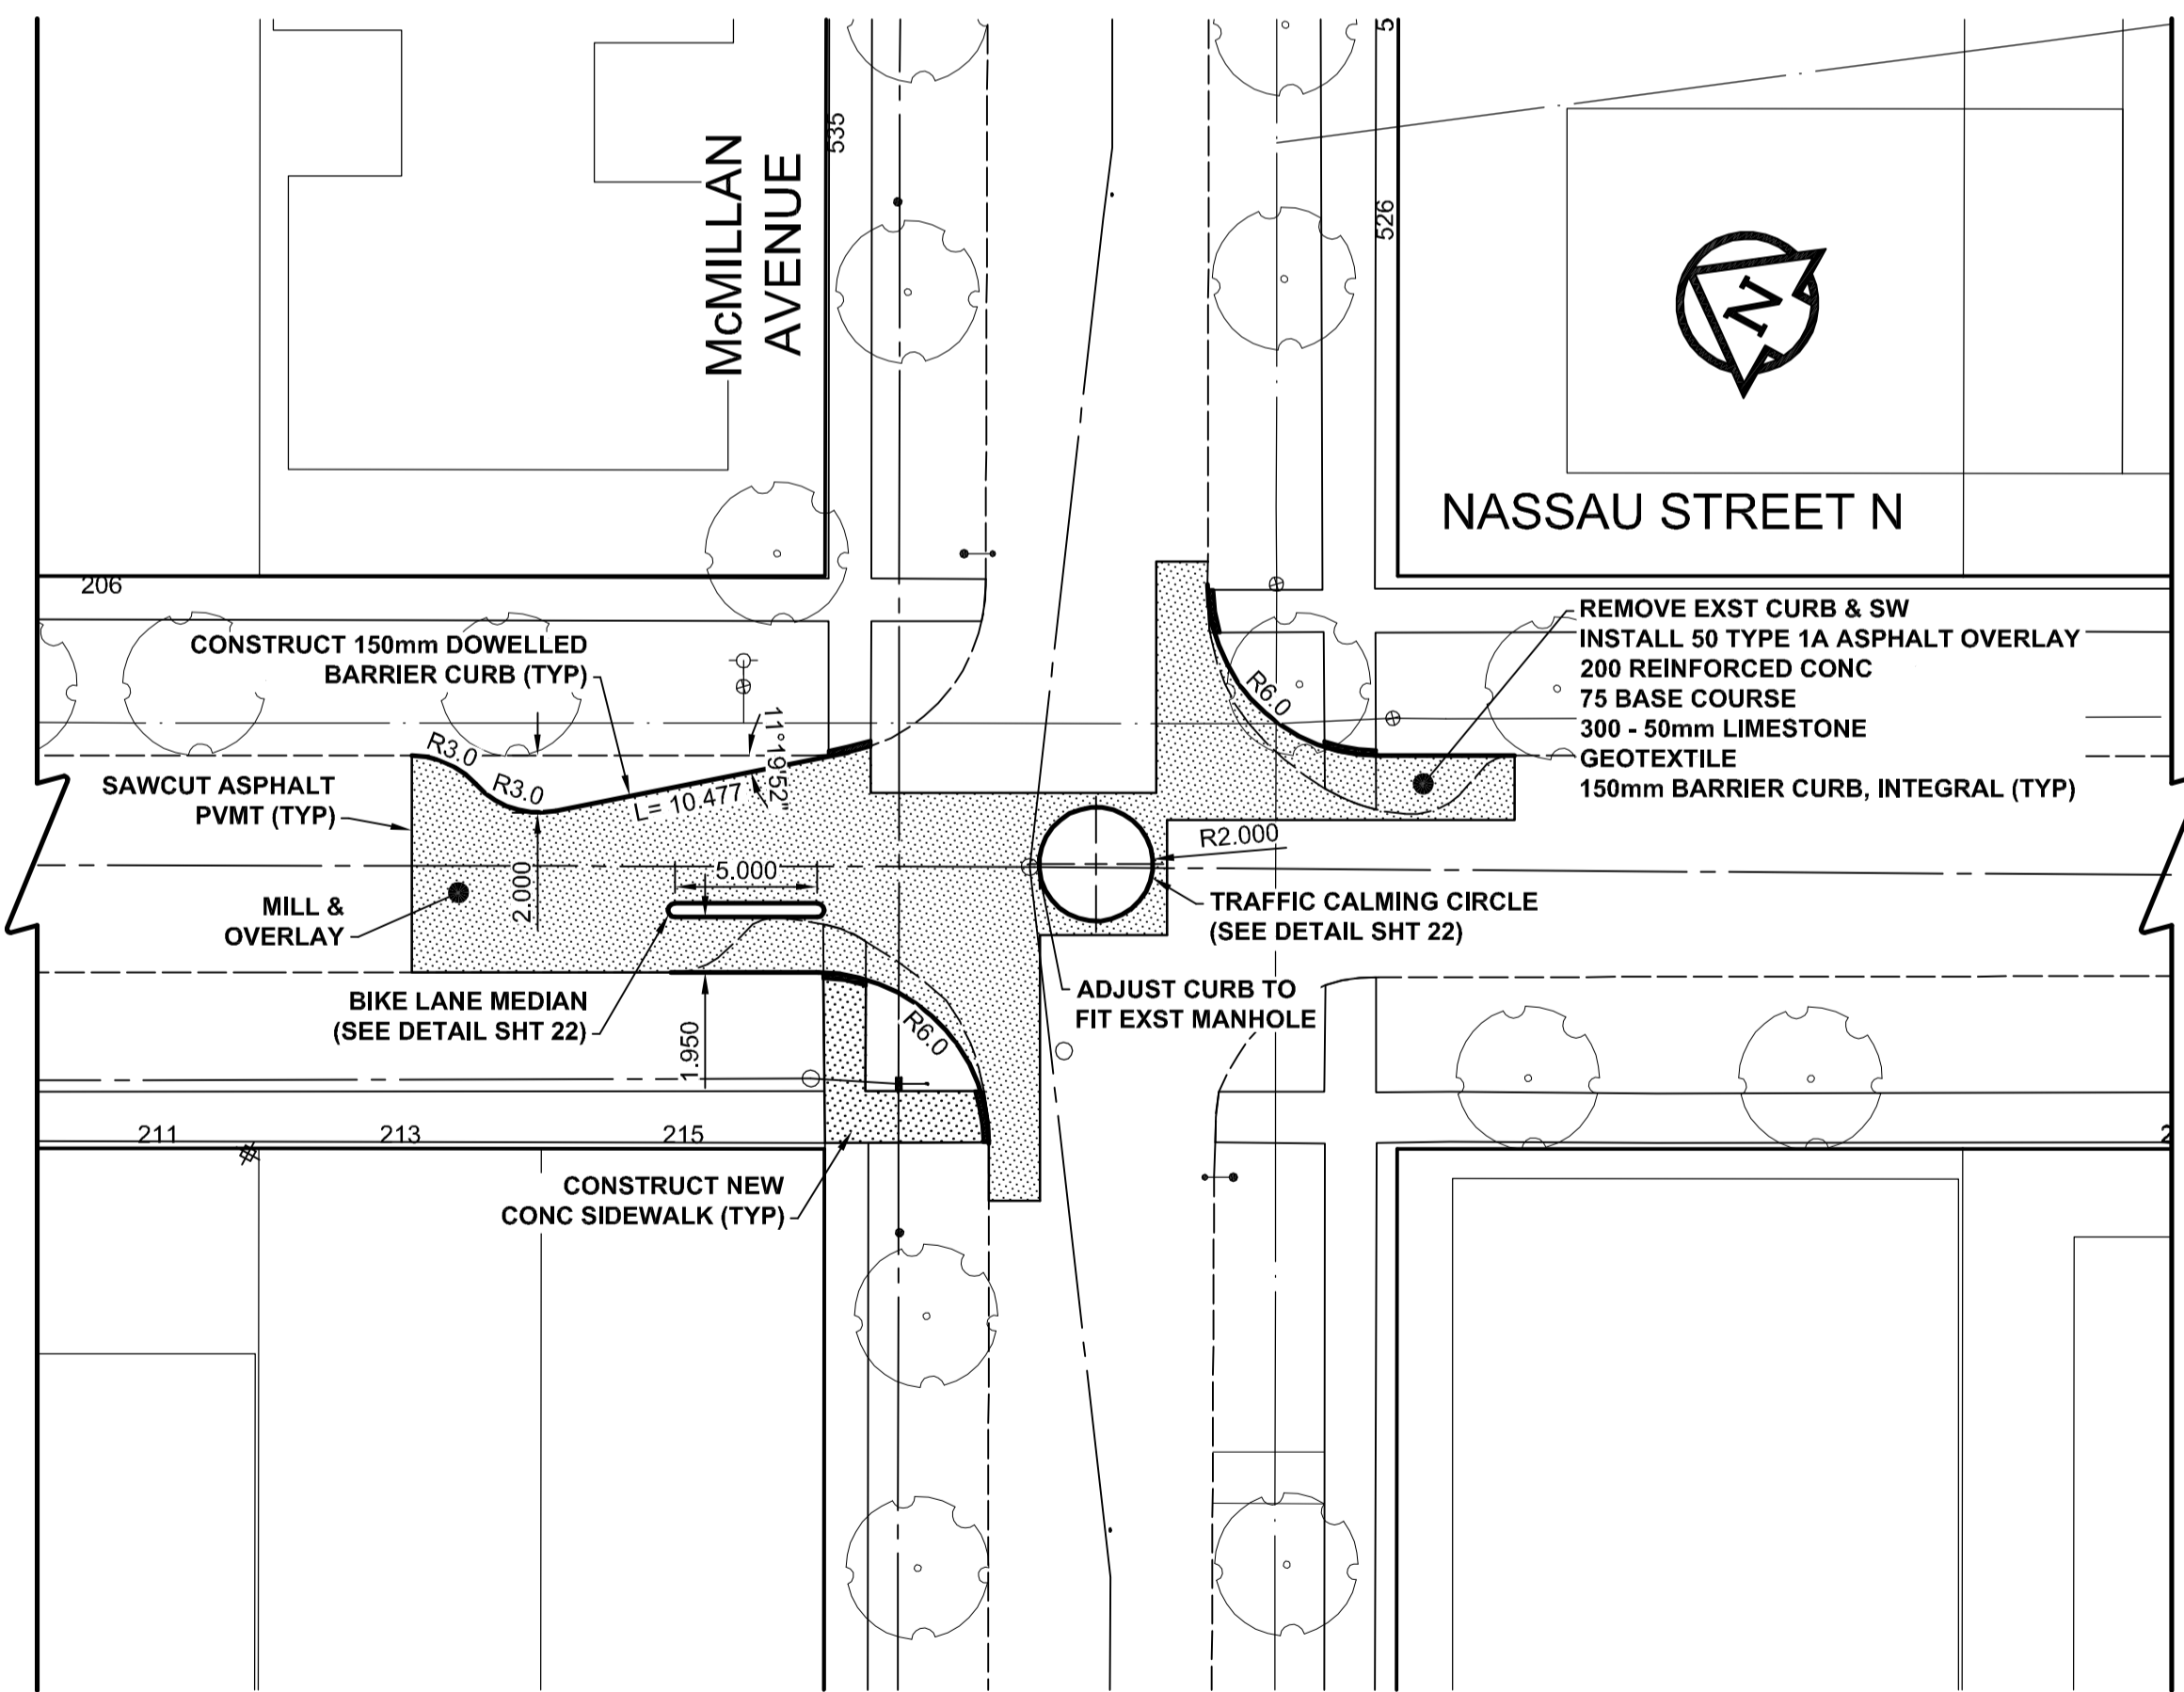 535
5
McMILLAN
AVENUE
526
N
NASSAU STREET N
206
CONSTRUCT 150mm DOWELLED
BARRIER CURB (TYP)
REMOVE EXST CURB & SW
INSTALL 50 TYPE 1A ASPHALT OVERLAY
200 REINFORCED CONC
75 BASE COURSE
300 - 50mm LIMESTONE
GEOTEXTILE
150mm BARRIER CURB, INTEGRAL (TYP)
R6.0
11°19'52"
R3.0
R3.0
L= 10.477
SAWCUT ASPHALT
PVMT (TYP)
R2.000
5.000
2.000
MILL &
OVERLAY
TRAFFIC CALMING CIRCLE
(SEE DETAIL SHT 22)
BIKE LANE MEDIAN
(SEE DETAIL SHT 22)
ADJUST CURB TO
FIT EXST MANHOLE
R6.0
1.950
211
213
215
2
CONSTRUCT NEW
CONC SIDEWALK (TYP)